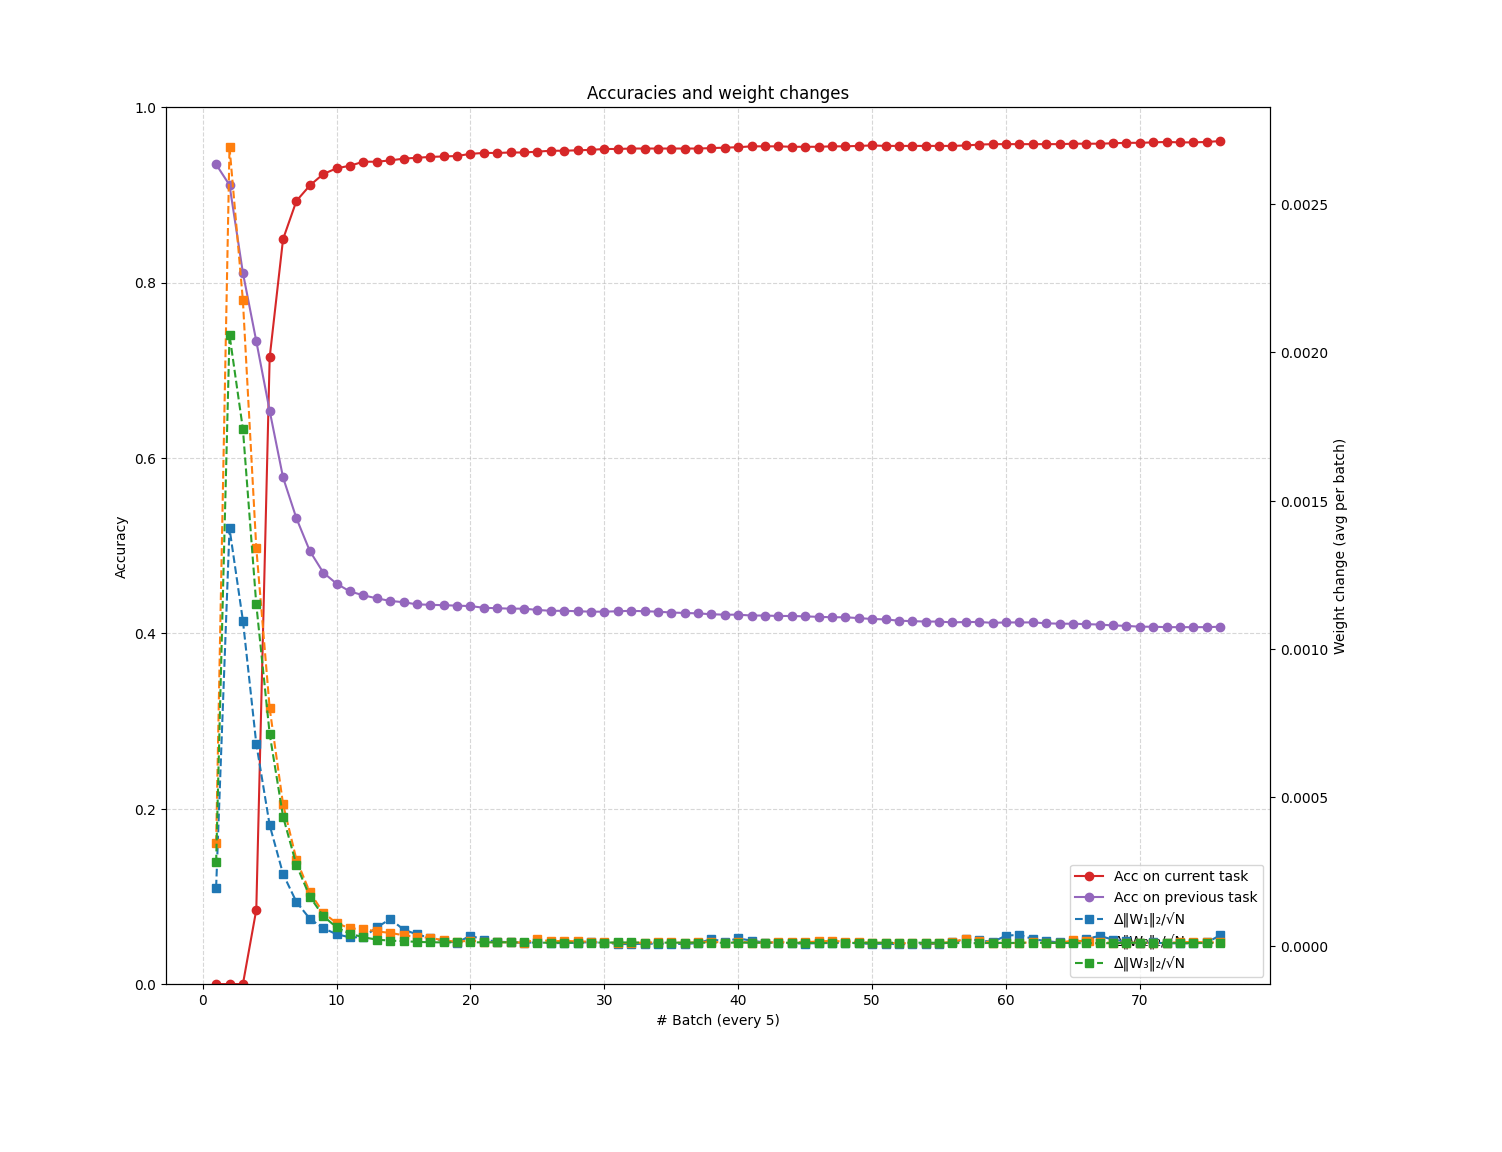 Accuracies and weight changes
1.0
0.8
0.6
0.4
0.2
0.0
Accuracy
0
10
20
30
40
50
60
70
# Batch (every 5)
0.0025
0.0020
0.0015
0.0010
0.0005
0.0000
Weight change (avg per batch)
Acc on current task
Acc on previous task
Δ‖W₁‖₂/√N
Δ‖W₂‖₂/√N
Δ‖W₃‖₂/√N